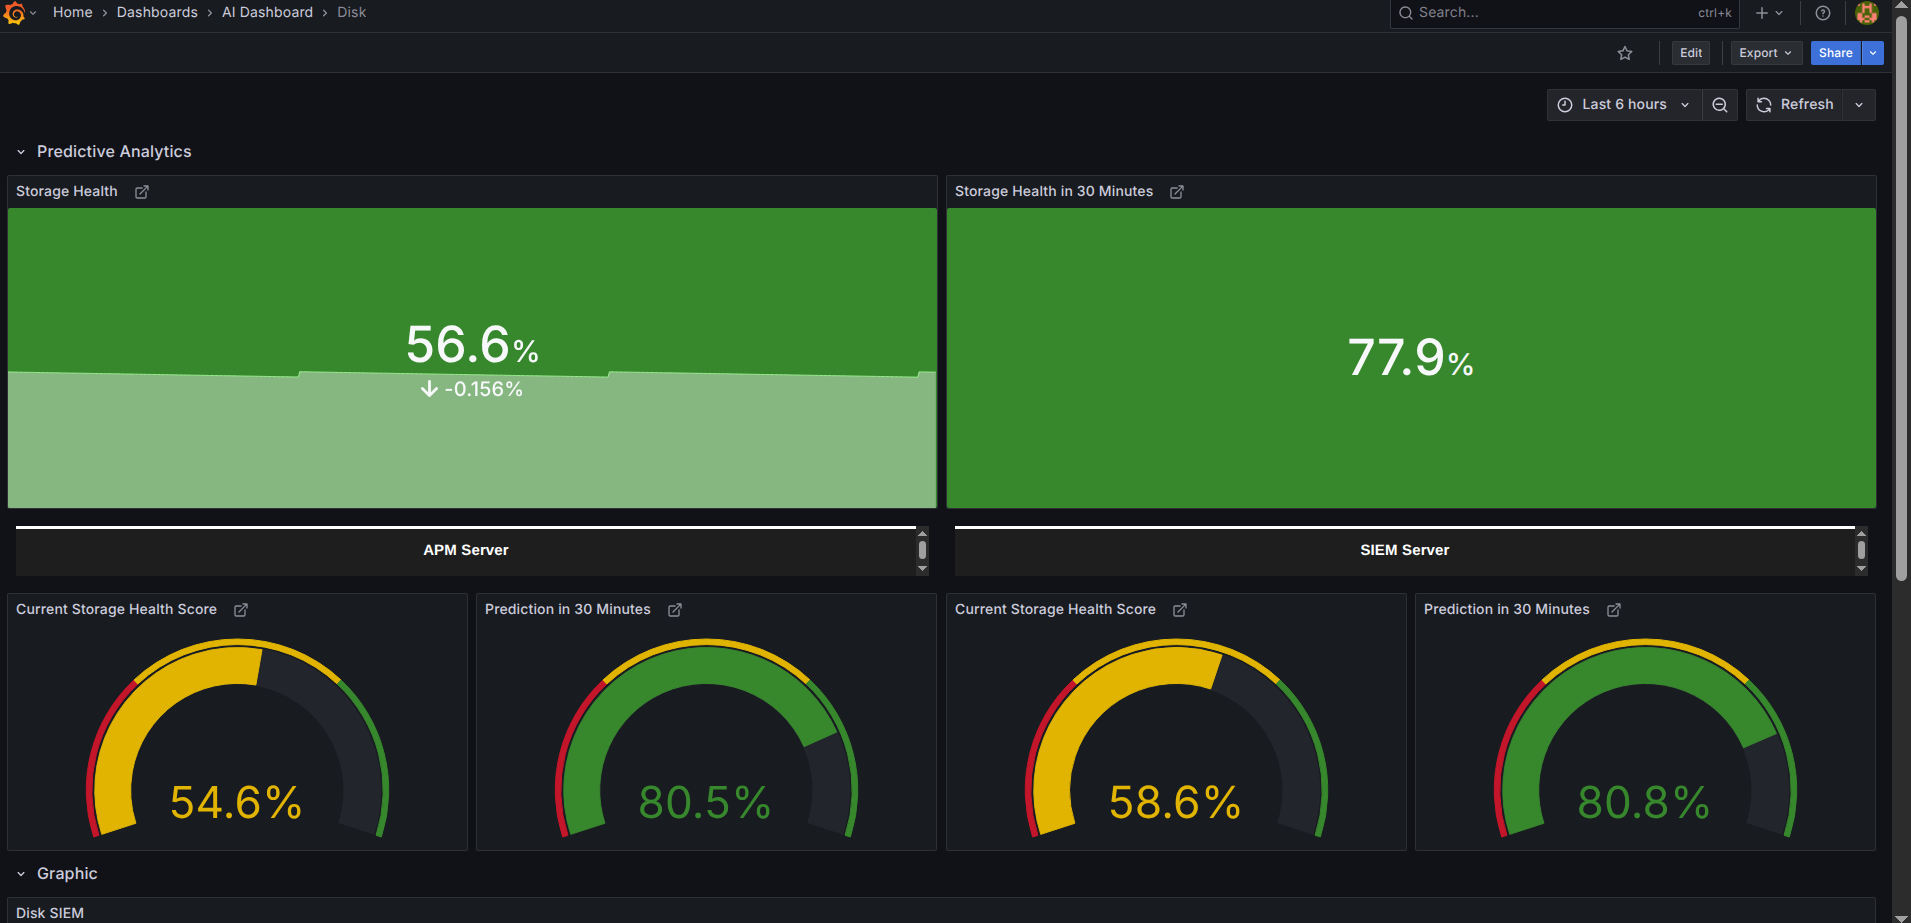 Home › Dashboards › AI Dashboard › Disk
Search... ctrl+k
Edit Export Share
Last 6 hours Refresh
Predictive Analytics
Storage Health
56.6%
-0.156%
Storage Health in 30 Minutes
77.9%
APM Server
SIEM Server
Current Storage Health Score
54.6%
Prediction in 30 Minutes
80.5%
Current Storage Health Score
58.6%
Prediction in 30 Minutes
80.8%
Graphic
Disk SIEM